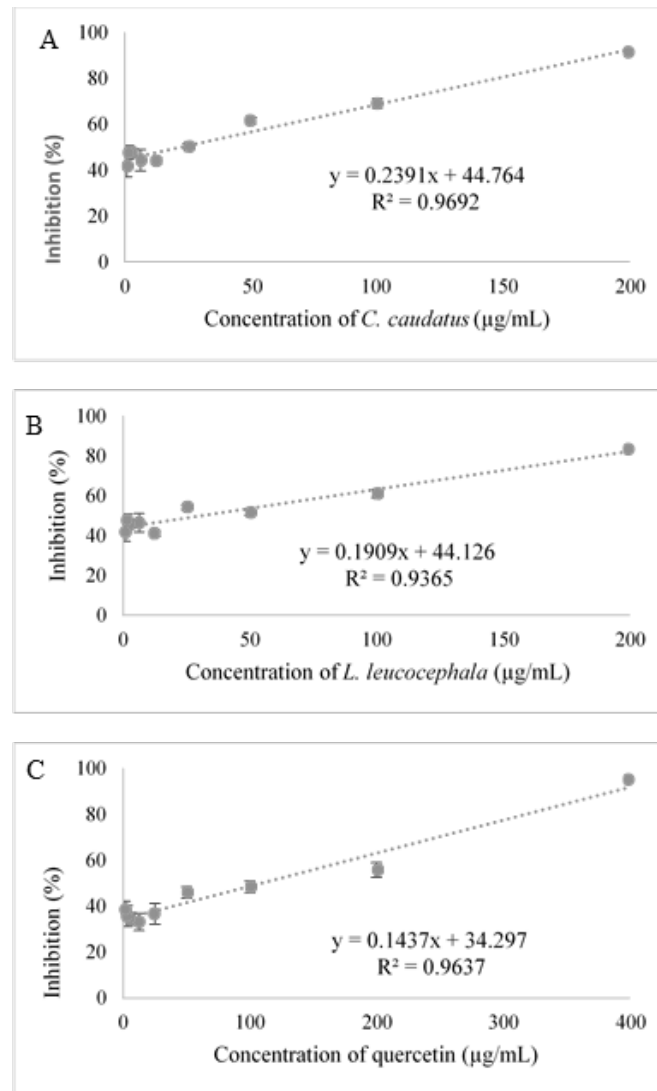 A
100
80
60
40
20
0
Inhibition (%)
y = 0.2391x + 44.764
R² = 0.9692
0 50 100 150 200
Concentration of C. caudatus (µg/mL)
B
100
80
60
40
20
0
Inhibition (%)
y = 0.1909x + 44.126
R² = 0.9365
0 50 100 150 200
Concentration of L. leucocephala (µg/mL)
C
100
80
60
40
20
0
Inhibition (%)
y = 0.1437x + 34.297
R² = 0.9637
0 100 200 300 400
Concentration of quercetin (µg/mL)